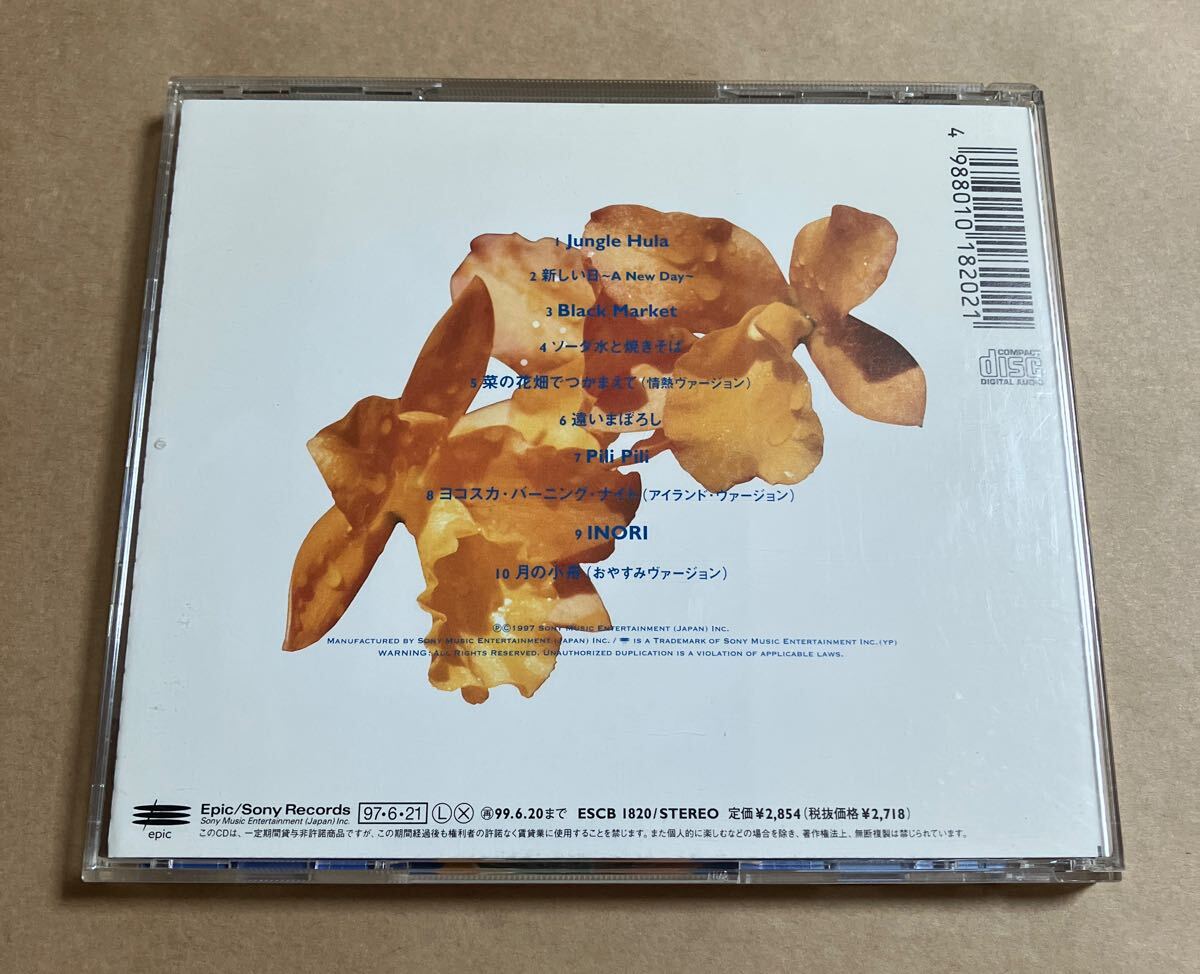 4 988010 182021
COMPACT
disc
DIGITAL AUDIO
1 Jungle Hula
2 新しい日~A New Day~
3 Black Market
4 ソーダ水と焼きそば
5 菜の花畑でつかまえて(情熱ヴァージョン)
6 遠いまぼろし
7 Pili Pili
8 ヨコスカ・バーニング・ナイト(アイランド・ヴァージョン)
9 INORI
10 月の小舟(おやすみヴァージョン)
Ⓟ©1997 SONY MUSIC ENTERTAINMENT (JAPAN) INC.
MANUFACTURED BY SONY MUSIC ENTERTAINMENT (JAPAN) INC. / IS A TRADEMARK OF SONY MUSIC ENTERTAINMENT INC.(YP)
WARNING: ALL RIGHTS RESERVED. UNAUTHORIZED DUPLICATION IS A VIOLATION OF APPLICABLE LAWS.
epic
Epic/Sony Records
Sony Music Entertainment (Japan) Inc.
97・6・21 Ⓛ Ⓧ ㊢99.6.20まで ESCB 1820/STEREO 定価¥2,854(税抜価格¥2,718)
このCDは、一定期間貸与非許諾商品ですが、この期間経過後も権利者の許諾なく賃貸業に使用することを禁じます。また個人的に楽しむなどの場合を除き、著作権法上、無断複製は禁じられています。